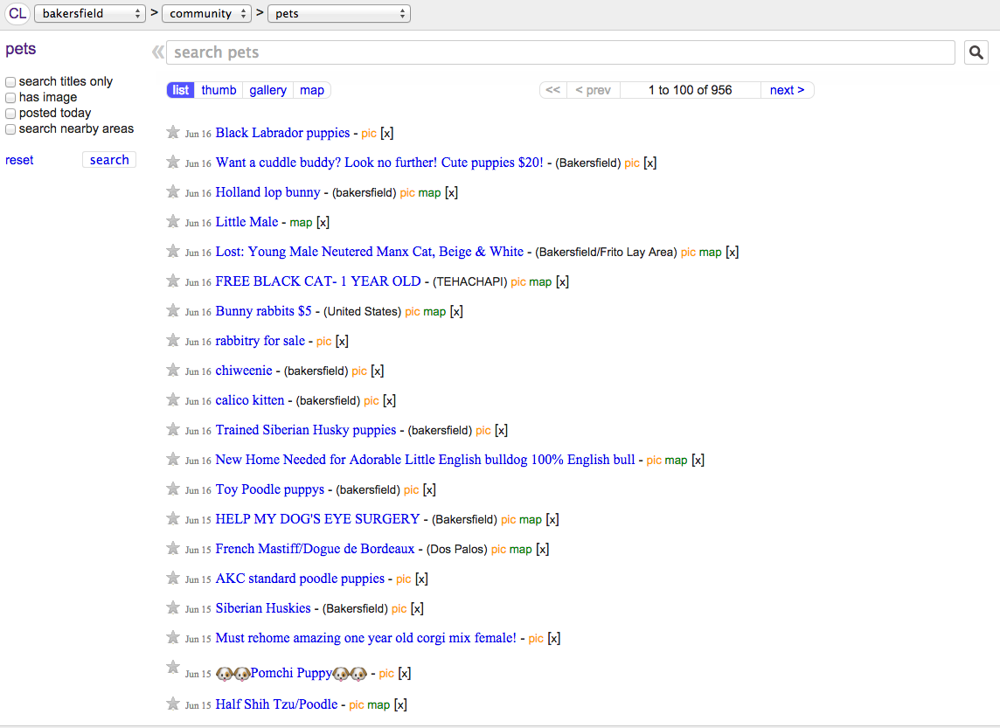 CL bakersfield > community > pets
pets
search pets
search titles only
has image
posted today
search nearby areas
reset search
list thumb gallery map << < prev 1 to 100 of 956 next >
Jun 16 Black Labrador puppies - pic [x]
Jun 16 Want a cuddle buddy? Look no further! Cute puppies $20! - (Bakersfield) pic [x]
Jun 16 Holland lop bunny - (bakersfield) pic map [x]
Jun 16 Little Male - map [x]
Jun 16 Lost: Young Male Neutered Manx Cat, Beige & White - (Bakersfield/Frito Lay Area) pic map [x]
Jun 16 FREE BLACK CAT- 1 YEAR OLD - (TEHACHAPI) pic map [x]
Jun 16 Bunny rabbits $5 - (United States) pic map [x]
Jun 16 rabbitry for sale - pic [x]
Jun 16 chiweenie - (bakersfield) pic [x]
Jun 16 calico kitten - (bakersfield) pic [x]
Jun 16 Trained Siberian Husky puppies - (bakersfield) pic [x]
Jun 16 New Home Needed for Adorable Little English bulldog 100% English bull - pic map [x]
Jun 16 Toy Poodle puppys - (bakersfield) pic [x]
Jun 15 HELP MY DOG'S EYE SURGERY - (Bakersfield) pic map [x]
Jun 15 French Mastiff/Dogue de Bordeaux - (Dos Palos) pic map [x]
Jun 15 AKC standard poodle puppies - pic [x]
Jun 15 Siberian Huskies - (Bakersfield) pic [x]
Jun 15 Must rehome amazing one year old corgi mix female! - pic [x]
Jun 15 🐶🐶Pomchi Puppy🐶🐶 - pic [x]
Jun 15 Half Shih Tzu/Poodle - pic map [x]